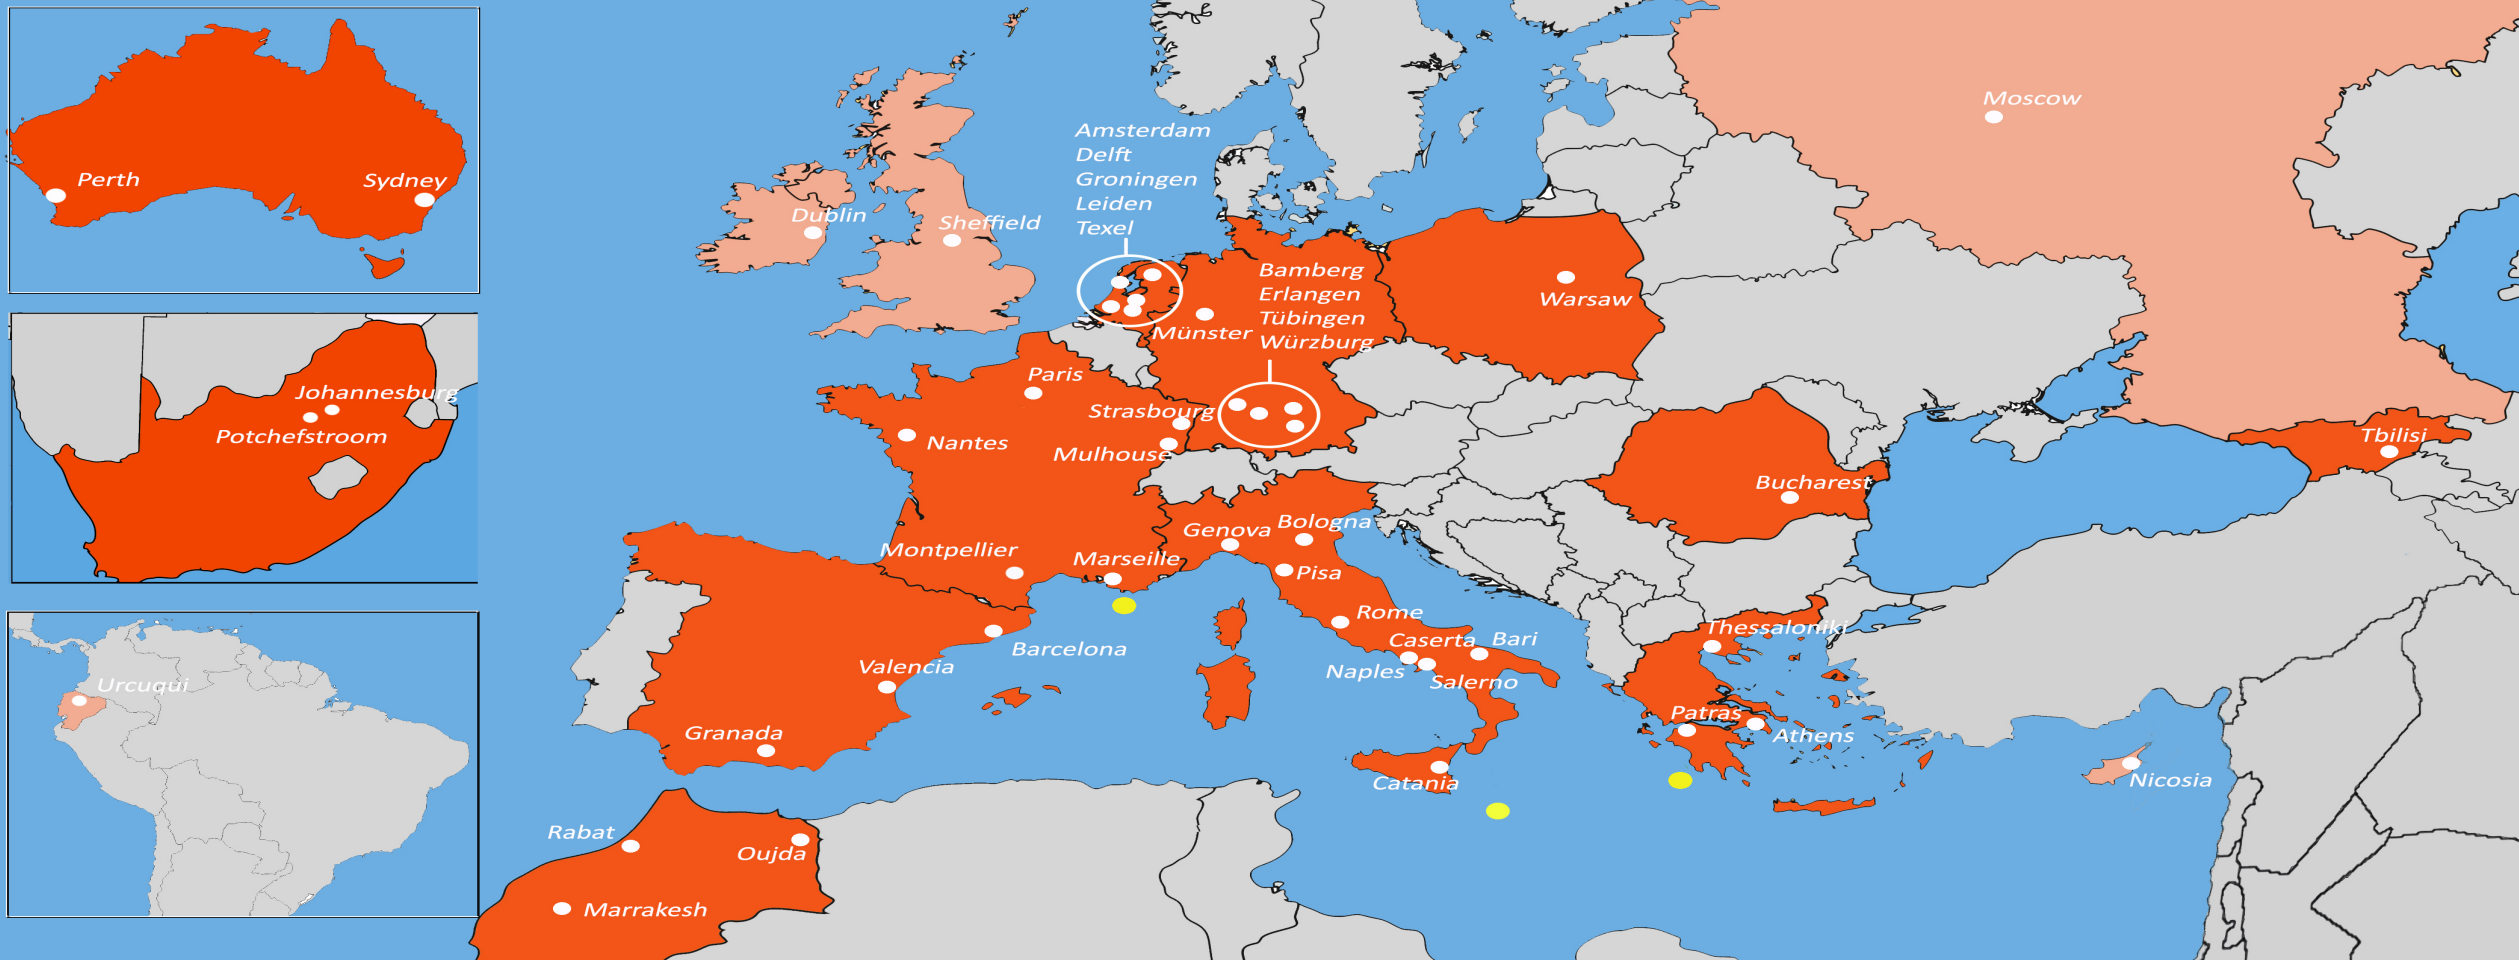 Perth
Sydney
Johannesburg
Potchefstroom
Urcuqui
Moscow
Amsterdam
Delft
Groningen
Leiden
Texel
Dublin
Sheffield
Bamberg
Erlangen
Tübingen
Würzburg
Münster
Warsaw
Paris
Strasbourg
Nantes
Mulhouse
Tbilisi
Bucharest
Genova
Bologna
Montpellier
Marseille
Pisa
Rome
Caserta
Bari
Thessaloniki
Barcelona
Valencia
Naples
Salerno
Granada
Patras
Athens
Catania
Nicosia
Rabat
Oujda
Marrakesh